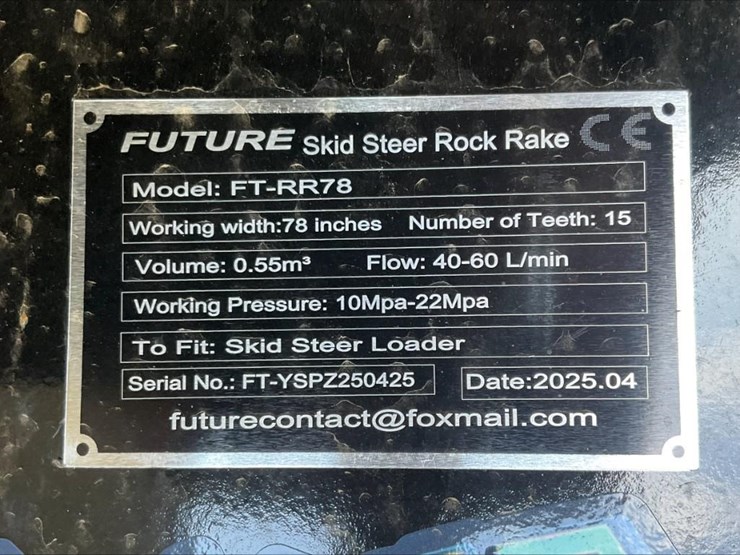 FUTURE Skid Steer Rock Rake CE
Model: FT-RR78
Working width:78 inches Number of Teeth: 15
Volume: 0.55m³ Flow: 40-60 L/min
Working Pressure: 10Mpa-22Mpa
To Fit: Skid Steer Loader
Serial No.: FT-YSPZ250425 Date:2025.04
futurecontact@foxmail.com